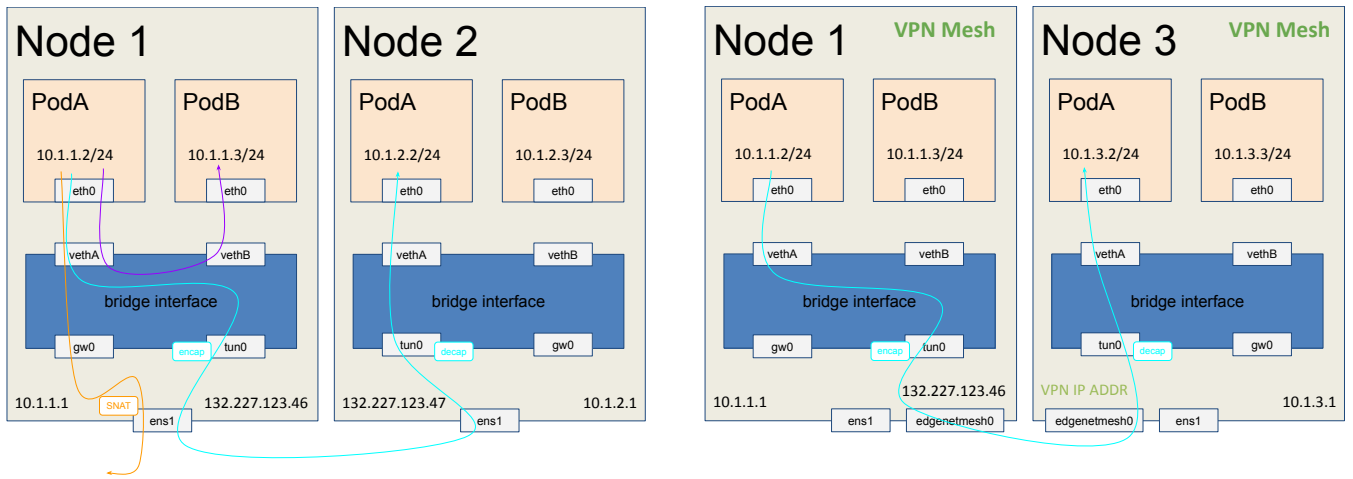 Node 1
PodA
PodB
10.1.1.2/24
10.1.1.3/24
eth0
eth0
vethA
vethB
bridge interface
gw0
encap
tun0
10.1.1.1
SNAT
132.227.123.46
ens1
Node 2
PodA
PodB
10.1.2.2/24
10.1.2.3/24
eth0
eth0
vethA
vethB
bridge interface
tun0
decap
gw0
132.227.123.47
10.1.2.1
ens1
Node 1
VPN Mesh
PodA
PodB
10.1.1.2/24
10.1.1.3/24
eth0
eth0
vethA
vethB
bridge interface
gw0
encap
tun0
132.227.123.46
10.1.1.1
ens1
edgenetmesh0
Node 3
VPN Mesh
PodA
PodB
10.1.3.2/24
10.1.3.3/24
eth0
eth0
vethA
vethB
bridge interface
tun0
decap
gw0
VPN IP ADDR
10.1.3.1
edgenetmesh0
ens1